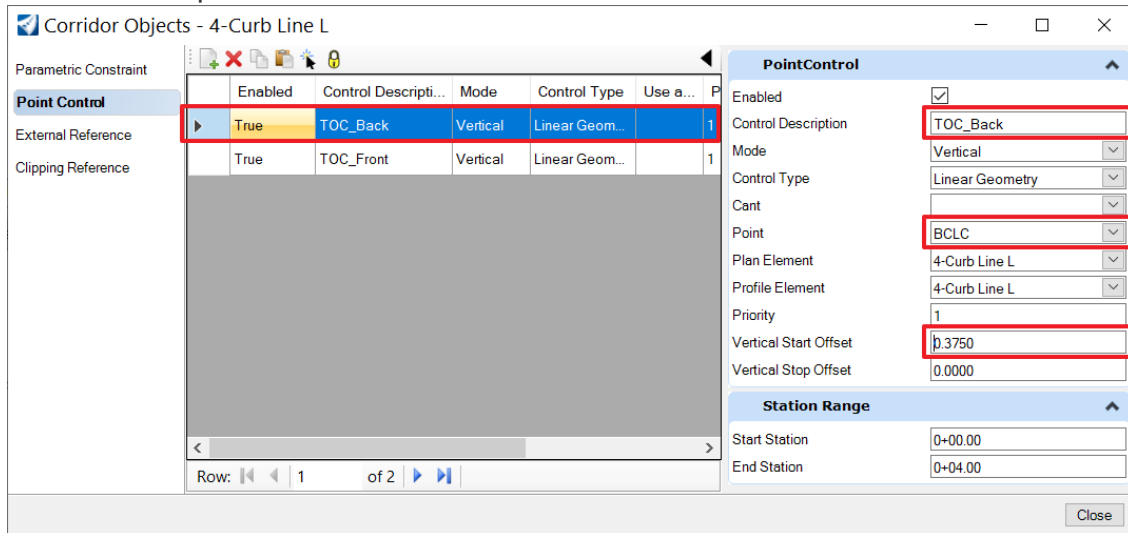 Corridor Objects - 4-Curb Line L
Parametric Constraint
Point Control
External Reference
Clipping Reference
Enabled Control Descripti... Mode Control Type Use a... P
True TOC_Back Vertical Linear Geom... 1
True TOC_Front Vertical Linear Geom... 1
Row: 1 of 2
PointControl
Enabled
Control Description TOC_Back
Mode Vertical
Control Type Linear Geometry
Cant
Point BCLC
Plan Element 4-Curb Line L
Profile Element 4-Curb Line L
Priority 1
Vertical Start Offset 0.3750
Vertical Stop Offset 0.0000
Station Range
Start Station 0+00.00
End Station 0+04.00
Close